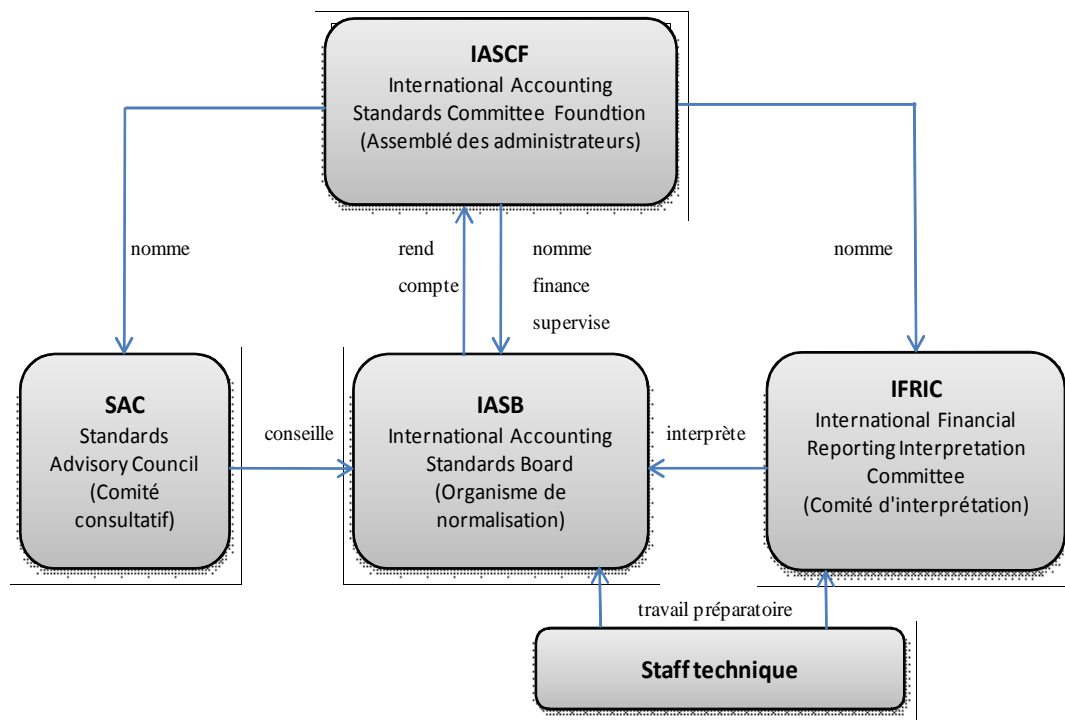 IASCF
International Accounting
Standards Committee Foundtion
(Assemblé des administrateurs)
nomme
rend
compte
nomme
finance
supervise
nomme
SAC
Standards
Advisory Council
(Comité
consultatif)
conseille
IASB
International Accounting
Standards Board
(Organisme de
normalisation)
interprète
IFRIC
International Financial
Reporting Interpretation
Committee
(Comité d'interprétation)
travail préparatoire
Staff technique